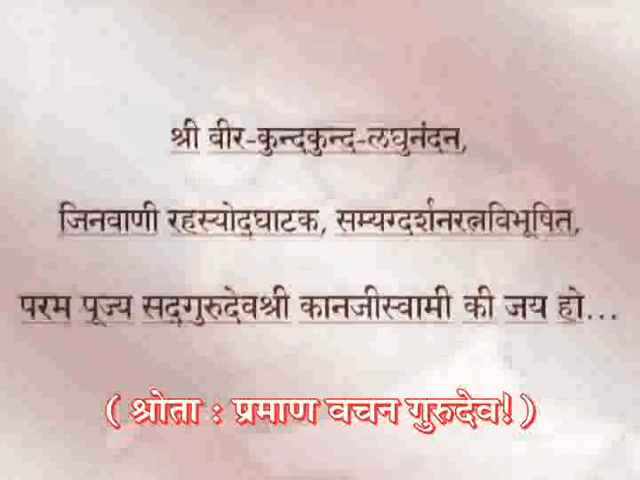 श्री वीर-कुन्दकुन्द-लघुनंदन,
जिनवाणी रहस्योद्घाटक, सम्यग्दर्शनरत्नविभूषित,
परम पूज्य सद्गुरुदेवश्री कानजीस्वामी की जय हो...
( श्रोता : प्रमाण वचन गुरुदेव! )